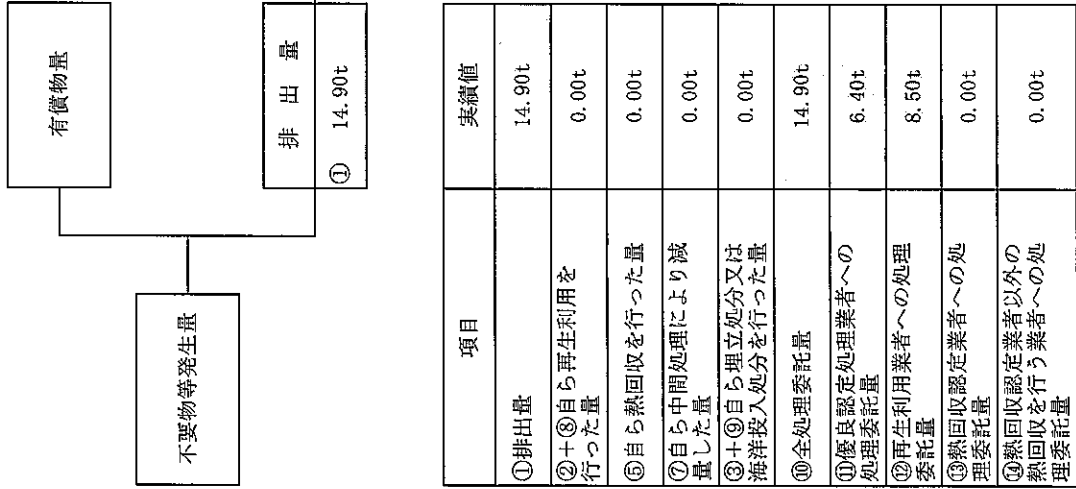 不要物等発生量
有償物量
排出量
① 14.90t
項目 実績値
①排出量 14.90t
②+⑧自ら再生利用を
行った量 0.00t
⑤自ら熱回収を行った量 0.00t
⑦自ら中間処理により減
量した量 0.00t
③+⑨自ら埋立処分又は
海洋投入処分を行った量 0.00t
⑩全処理委託量 14.90t
⑪優良認定処理業者への
処理委託量 6.40t
⑫再生利用業者への処理
委託量 8.50t
⑬熱回収認定業者への処
理委託量 0.00t
⑭熱回収認定業者以外の
熱回収を行う業者への処
理委託量 0.00t